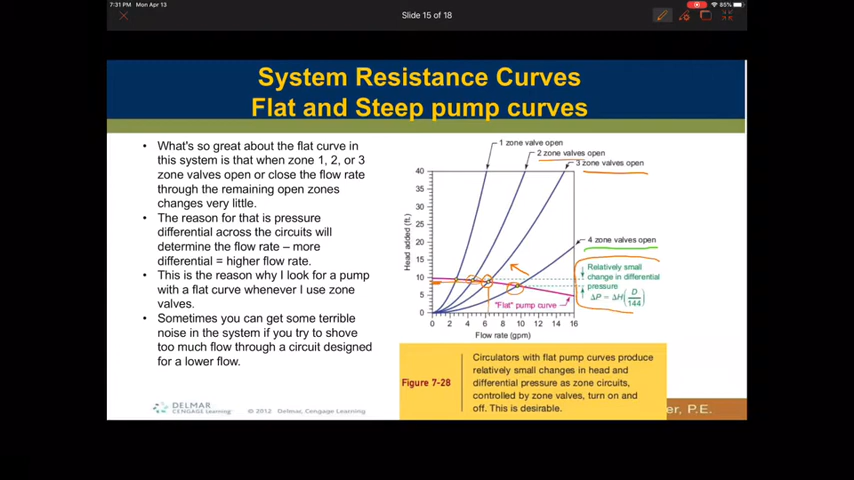 7:31 PM Mon Apr 13
85%
Slide 15 of 18
System Resistance Curves
Flat and Steep pump curves
• What's so great about the flat curve in
this system is that when zone 1, 2, or 3
zone valves open or close the flow rate
through the remaining open zones
changes very little.
• The reason for that is pressure
differential across the circuits will
determine the flow rate – more
differential = higher flow rate.
• This is the reason why I look for a pump
with a flat curve whenever I use zone
valves.
• Sometimes you can get some terrible
noise in the system if you try to shove
too much flow through a circuit designed
for a lower flow.
1 zone valve open
2 zone valves open
3 zone valves open
4 zone valves open
Head added (ft.)
40
35
30
25
20
15
10
5
0
0 2 4 6 8 10 12 14 16
Flow rate (gpm)
"Flat" pump curve
Relatively small
change in differential
pressure
ΔP = ΔH(D/144)
Figure 7-28
Circulators with flat pump curves produce
relatively small changes in head and
differential pressure as zone circuits,
controlled by zone valves, turn on and
off. This is desirable.
DELMAR
CENGAGE Learning
© 2012 Delmar, Cengage Learning
er, P.E.